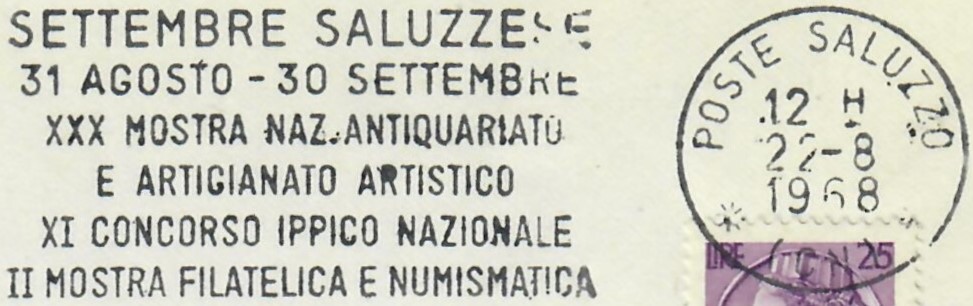 SETTEMBRE SALUZZESE
31 AGOSTO - 30 SETTEMBRE
XXX MOSTRA NAZ. ANTIQUARIATO
E ARTIGIANATO ARTISTICO
XI CONCORSO IPPICO NAZIONALE
II MOSTRA FILATELICA E NUMISMATICA
POSTE SALUZZO
12 H
22-8
1968
* (CN) *
LIRE 25